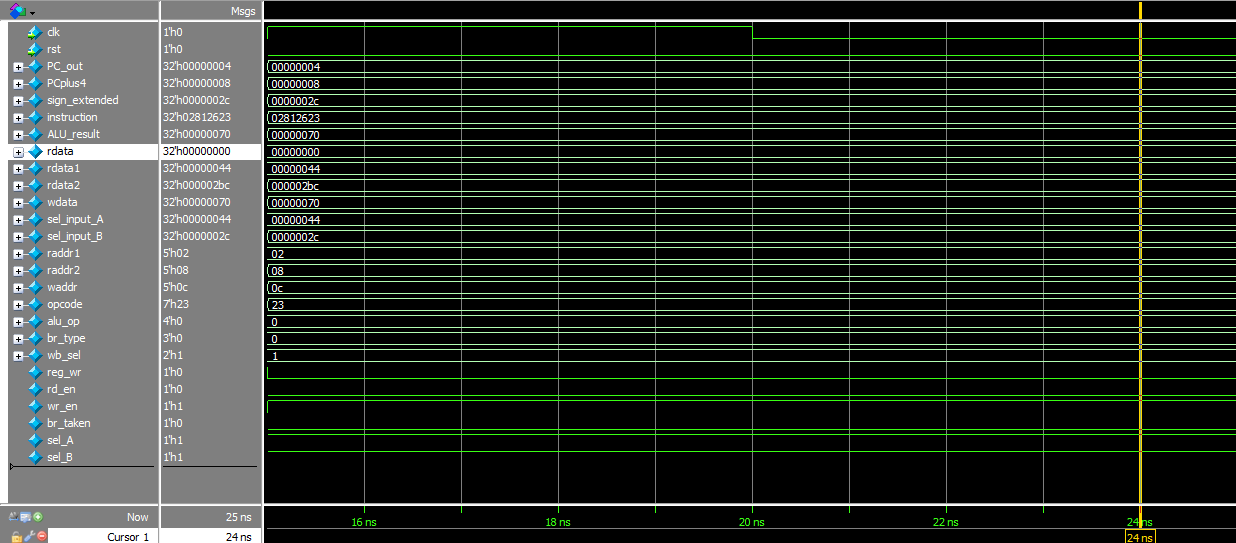 Msgs
clk 1'h0
rst 1'h0
PC_out 32'h00000004 00000004
PCplus4 32'h00000008 00000008
sign_extended 32'h0000002c 0000002c
instruction 32'h02812623 02812623
ALU_result 32'h00000070 00000070
rdata 32'h00000000 00000000
rdata1 32'h00000044 00000044
rdata2 32'h000002bc 000002bc
wdata 32'h00000070 00000070
sel_input_A 32'h00000044 00000044
sel_input_B 32'h0000002c 0000002c
raddr1 5'h02 02
raddr2 5'h08 08
waddr 5'h0c 0c
opcode 7'h23 23
alu_op 4'h0 0
br_type 3'h0 0
wb_sel 2'h1 1
reg_wr 1'h0
rd_en 1'h0
wr_en 1'h1
br_taken 1'h0
sel_A 1'h1
sel_B 1'h1
Now 25 ns 16 ns 18 ns 20 ns 22 ns 24 ns
Cursor 1 24 ns 24 ns